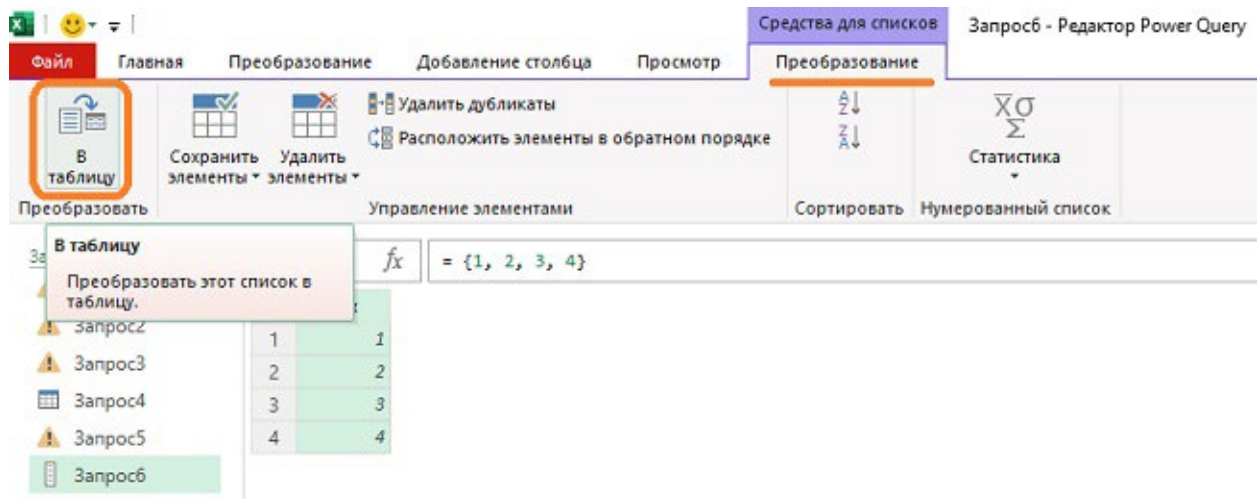 Средства для списков
Запрос6 - Редактор Power Query
Файл
Главная
Преобразование
Добавление столбца
Просмотр
Преобразование
В
таблицу
Сохранить
элементы
Удалить
элементы
Удалить дубликаты
Расположить элементы в обратном порядке
Статистика
Преобразовать
Управление элементами
Сортировать
Нумерованный список
В таблицу
Преобразовать этот список в
таблицу.
fx
= {1, 2, 3, 4}
Запрос2
Запрос3
Запрос4
Запрос5
Запрос6
1 1
2 2
3 3
4 4